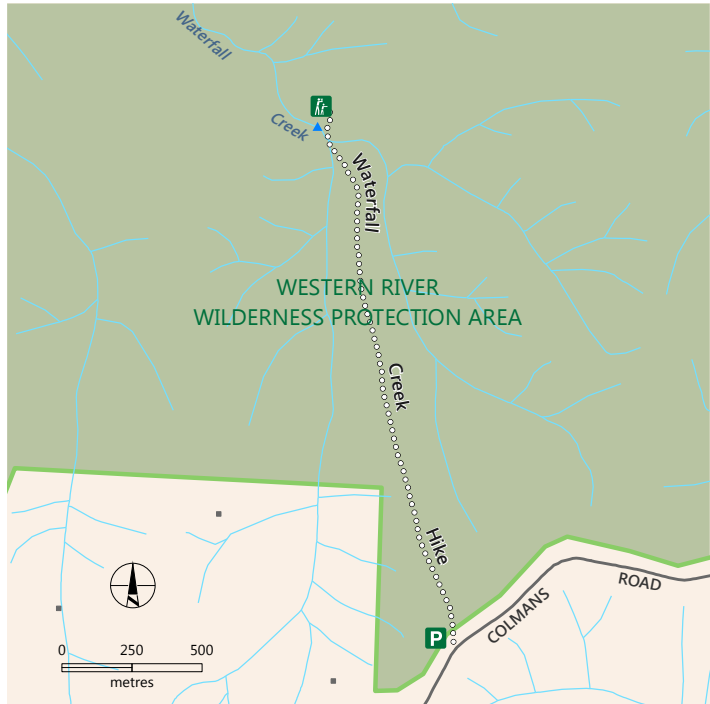 Waterfall
Creek
Waterfall
WESTERN RIVER
WILDERNESS PROTECTION AREA
Creek
Hike
N
ROAD
COLMANS
P
0 250 500
metres